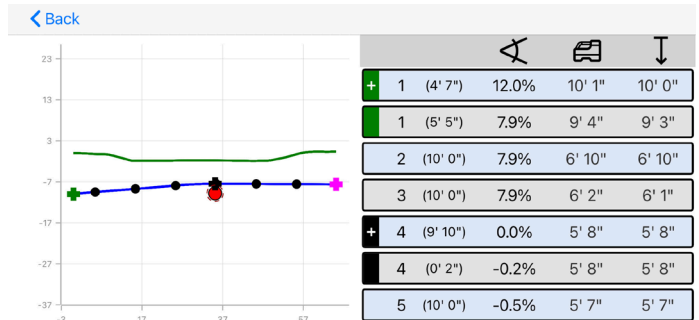 Back
23
13
3
-7
-17
-27
-37
+ 1 (4' 7") 12.0% 10' 1" 10' 0"
1 (5' 5") 7.9% 9' 4" 9' 3"
2 (10' 0") 7.9% 6' 10" 6' 10"
3 (10' 0") 7.9% 6' 2" 6' 1"
+ 4 (9' 10") 0.0% 5' 8" 5' 8"
4 (0' 2") -0.2% 5' 8" 5' 8"
5 (10' 0") -0.5% 5' 7" 5' 7"